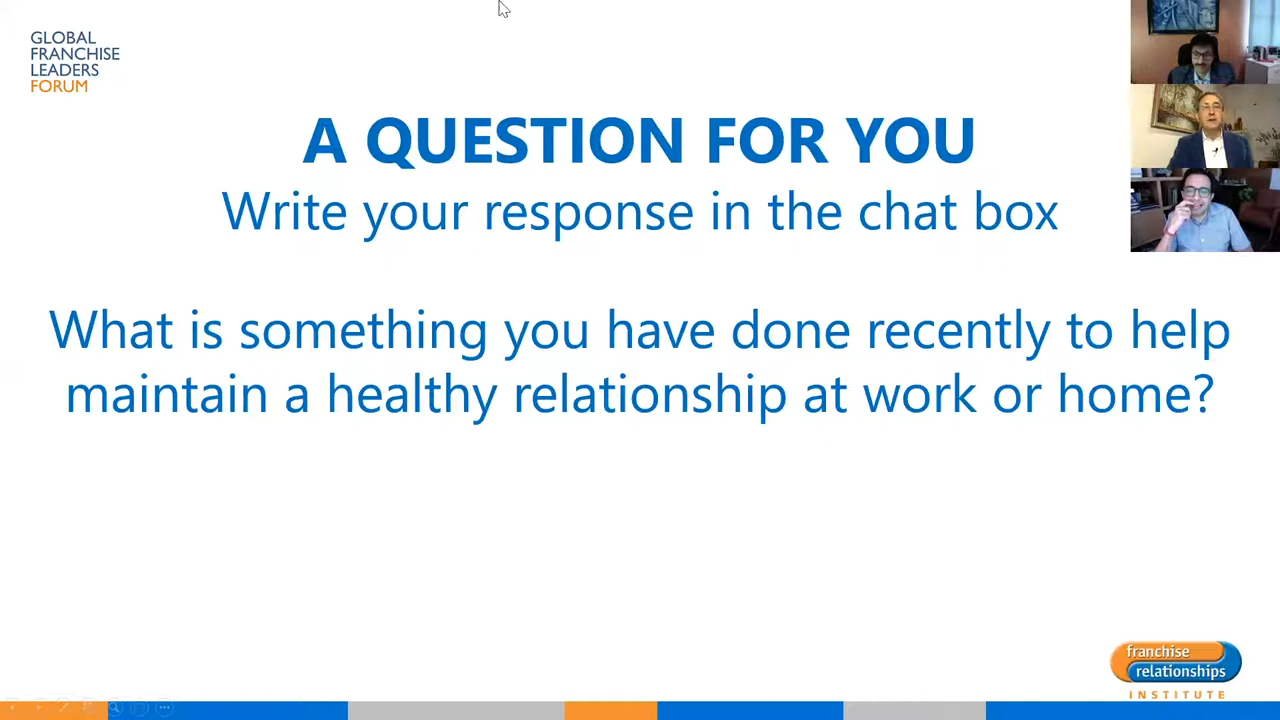 GLOBAL
FRANCHISE
LEADERS
FORUM
A QUESTION FOR YOU
Write your response in the chat box
What is something you have done recently to help
maintain a healthy relationship at work or home?
franchise
relationships
INSTITUTE